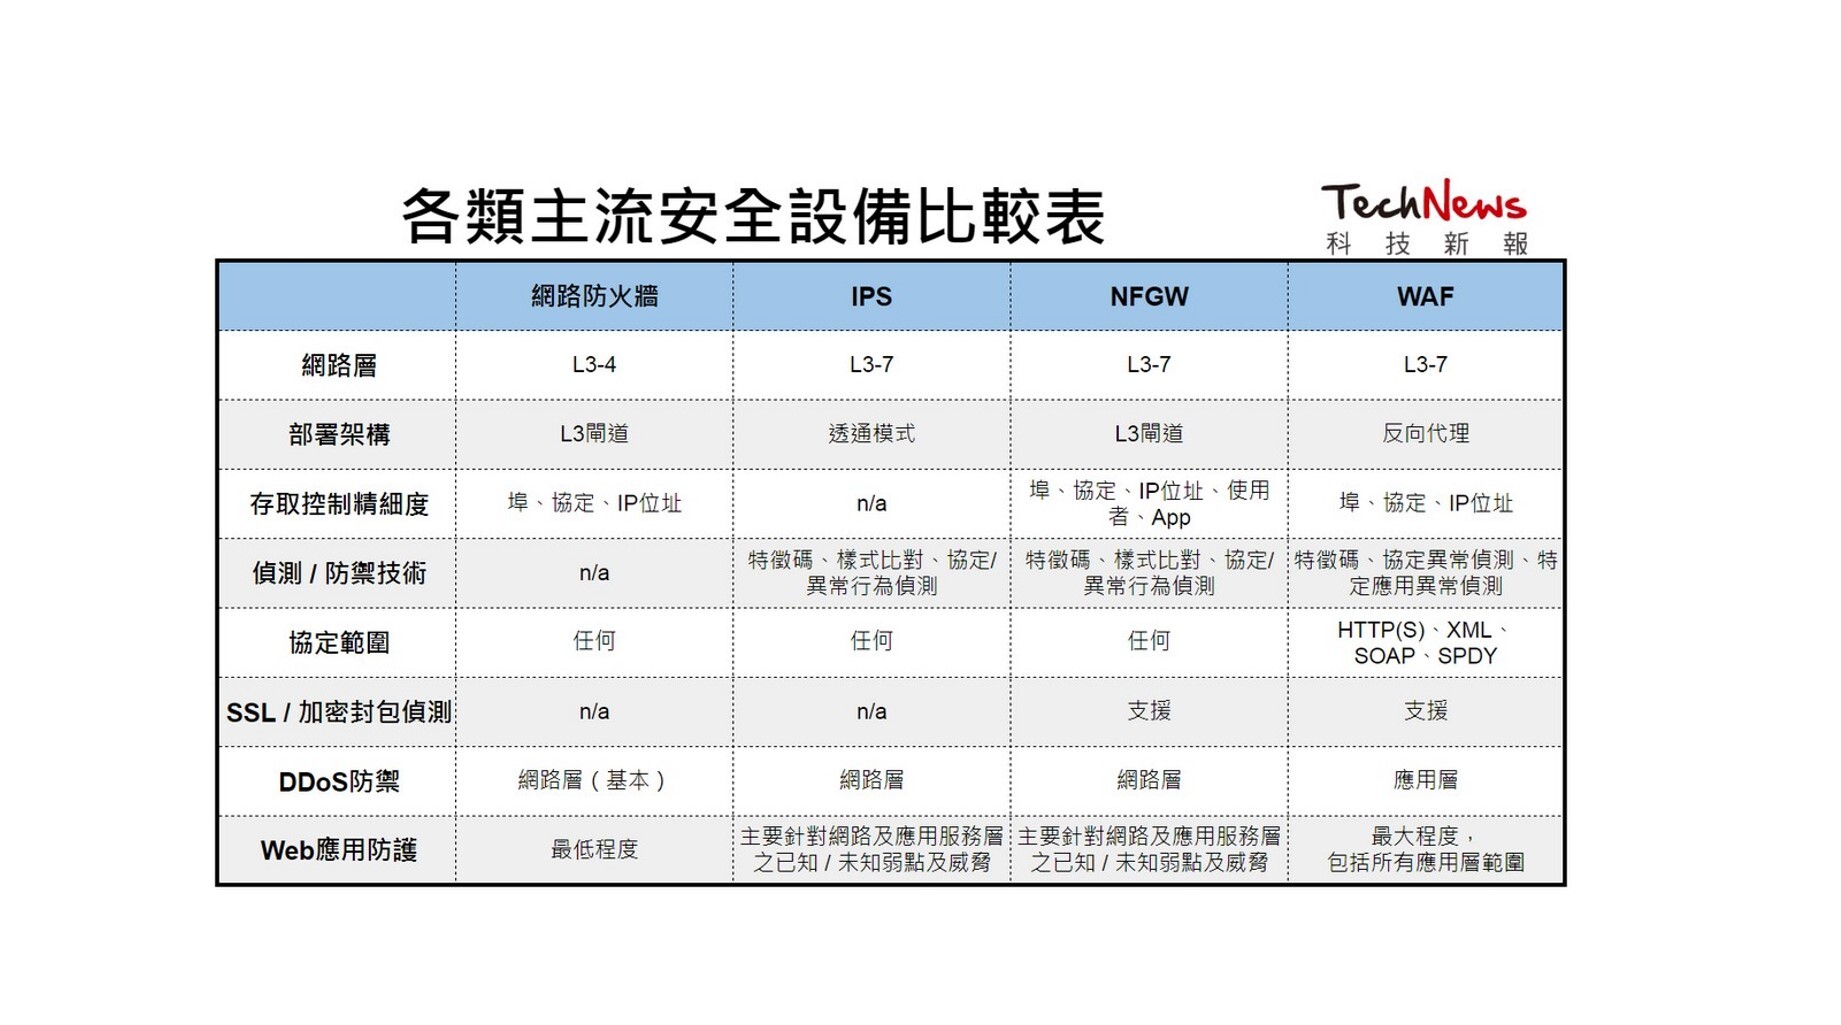 各類主流安全設備比較表
TechNews
科技新報
網路防火牆 IPS NFGW WAF
網路層 L3-4 L3-7 L3-7 L3-7
部署架構 L3閘道 透通模式 L3閘道 反向代理
存取控制精細度 埠、協定、IP位址 n/a 埠、協定、IP位址、使用
者、App 埠、協定、IP位址
偵測 / 防禦技術 n/a 特徵碼、樣式比對、協定/
異常行為偵測 特徵碼、樣式比對、協定/
異常行為偵測 特徵碼、協定異常偵測、特
定應用異常偵測
協定範圍 任何 任何 任何 HTTP(S)、XML、
SOAP、SPDY
SSL / 加密封包偵測 n/a n/a 支援 支援
DDoS防禦 網路層（基本） 網路層 網路層 應用層
Web應用防護 最低程度 主要針對網路及應用服務層
之已知 / 未知弱點及威脅 主要針對網路及應用服務層
之已知 / 未知弱點及威脅 最大程度，
包括所有應用層範圍